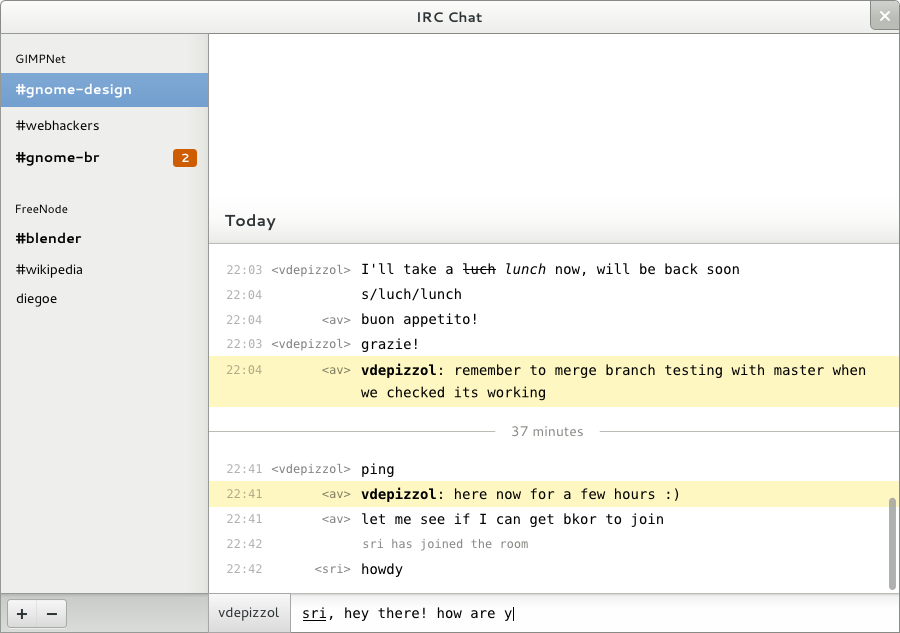 IRC Chat
GIMPNet
#gnome-design
#webhackers
#gnome-br 2
FreeNode
#blender
#wikipedia
diegoe
Today
22:03 <vdepizzol> I'll take a luch lunch now, will be back soon
22:04 s/luch/lunch
22:04 <av> buon appetito!
22:03 <vdepizzol> grazie!
22:04 <av> vdepizzol: remember to merge branch testing with master when
we checked its working
37 minutes
22:41 <vdepizzol> ping
22:41 <av> vdepizzol: here now for a few hours :)
22:41 <av> let me see if I can get bkor to join
22:42 sri has joined the room
22:42 <sri> howdy
vdepizzol sri, hey there! how are y